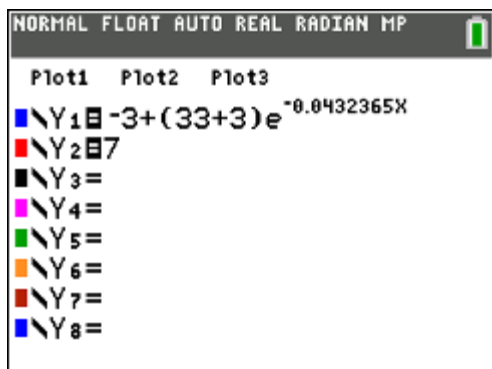 NORMAL FLOAT AUTO REAL RADIAN MP
Plot1 Plot2 Plot3
\Y₁=-3+(33+3)e^-0.0432365X
\Y₂=7
\Y₃=
\Y₄=
\Y₅=
\Y₆=
\Y₇=
\Y₈=